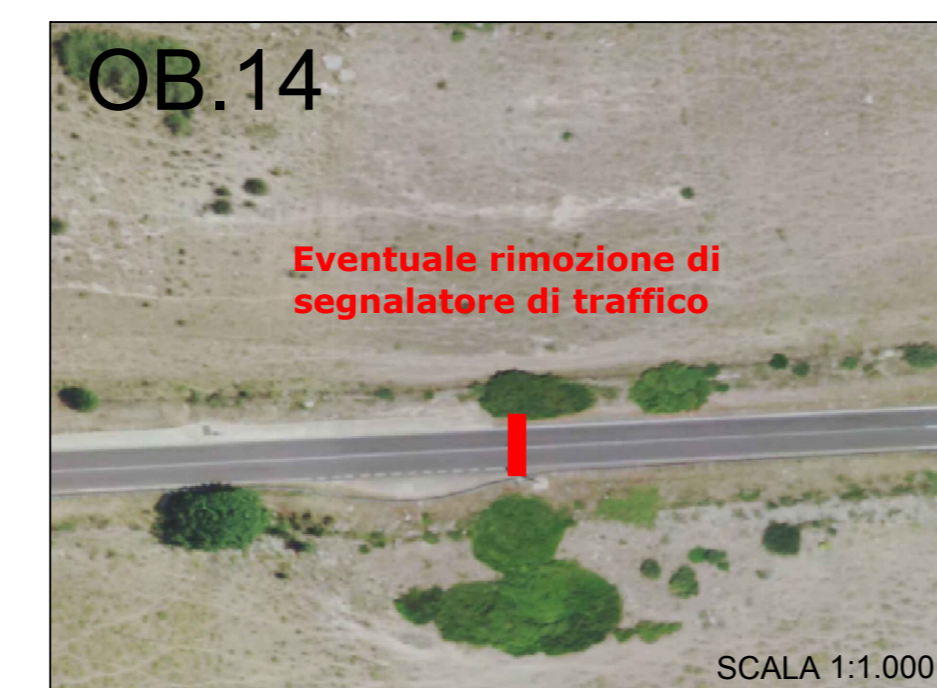 OB.14
Eventuale rimozione di
segnalatore di traffico
SCALA 1:1.000